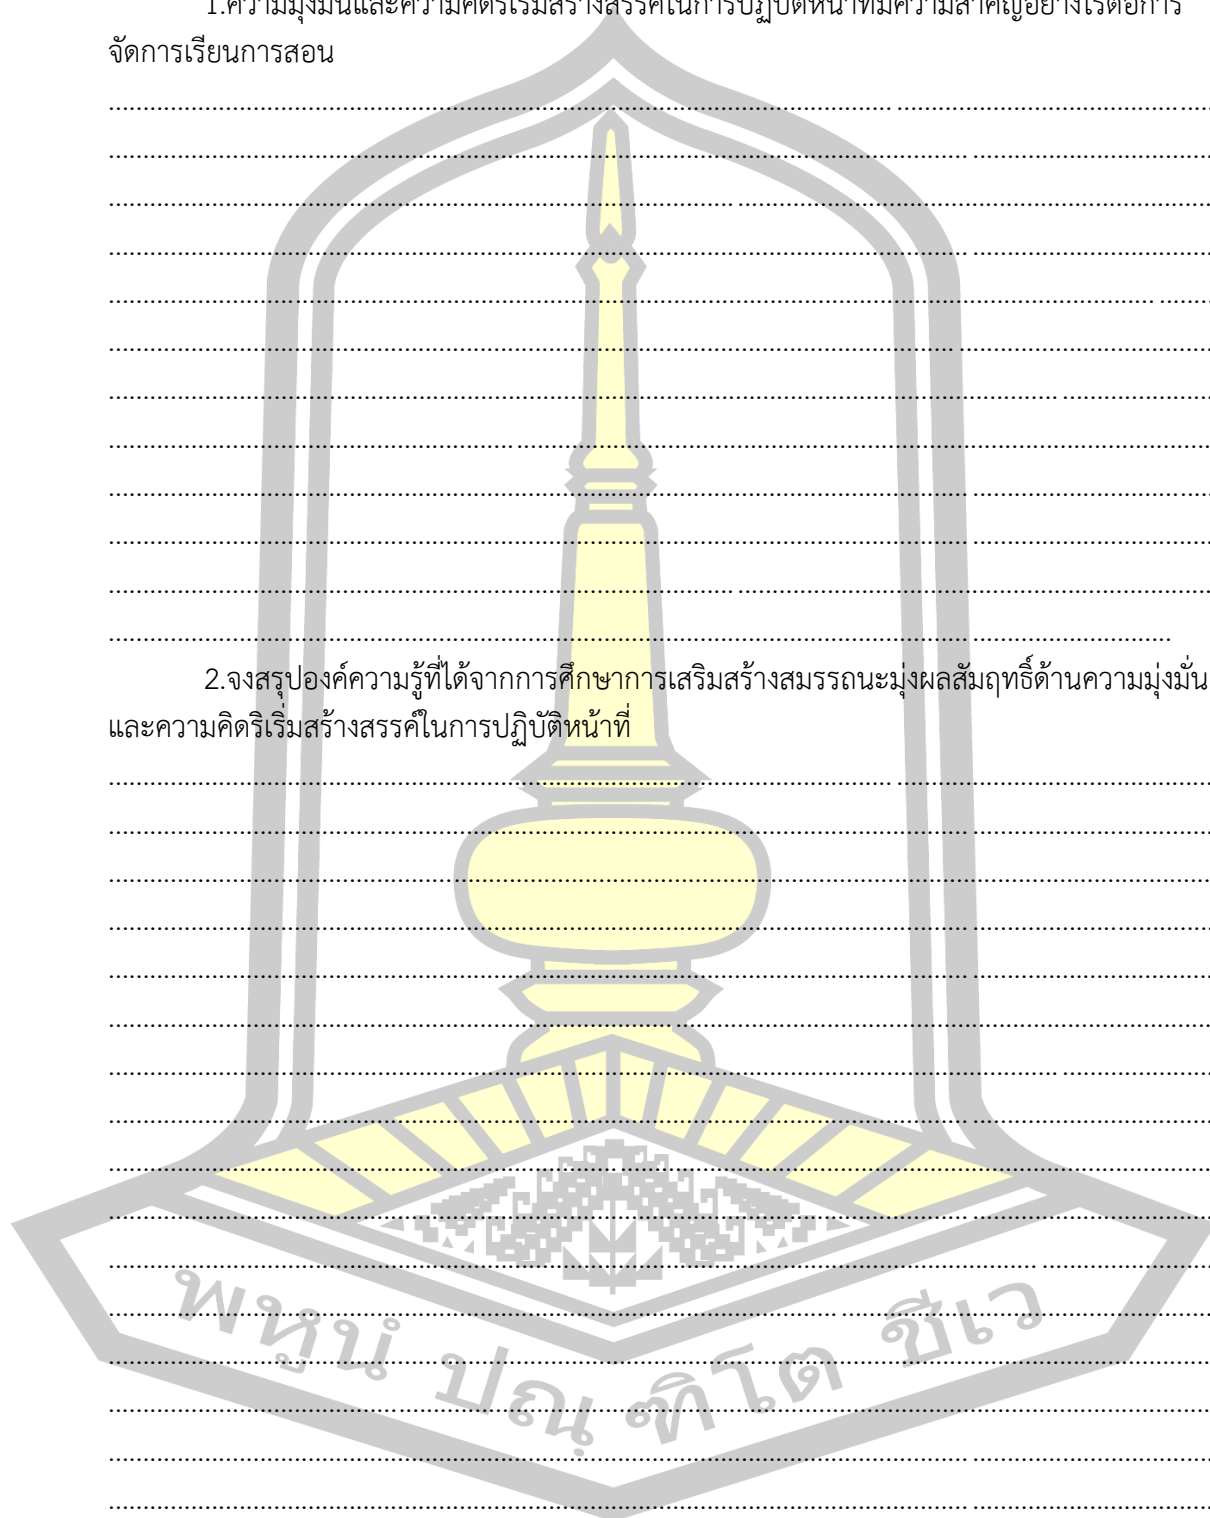 1.ความมุ่งมั่นและความคิดริเริ่มสร้างสรรค์ในการปฏิบัติหน้าที่มีความสำคัญอย่างไรต่อการ
จัดการเรียนการสอน
2.จงสรุปองค์ความรู้ที่ได้จากการศึกษาการเสริมสร้างสมรรถนะมุ่งผลสัมฤทธิ์ด้านความมุ่งมั่น
และความคิดริเริ่มสร้างสรรค์ในการปฏิบัติหน้าที่
พหูนํ ปณฺฑิโต ชีเว